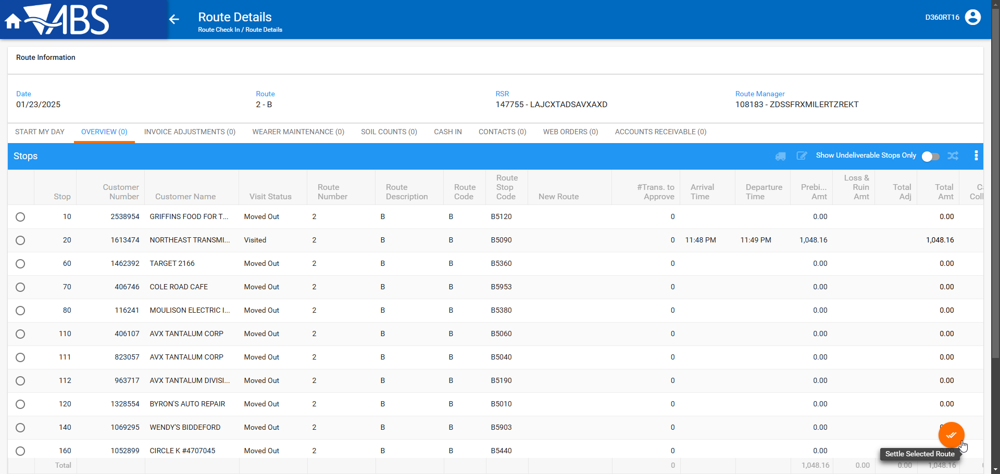 ABS
Route Details
Route Check In / Route Details
D360RT16
Route Information
Date
01/23/2025
Route
2 - B
RSR
147755 - LAJCXTADSAVXAXD
Route Manager
108183 - ZDSSFRXMILERTZREKT
START MY DAY OVERVIEW (0) INVOICE ADJUSTMENTS (0) WEARER MAINTENANCE (0) SOIL COUNTS (0) CASH IN CONTACTS (0) WEB ORDERS (0) ACCOUNTS RECEIVABLE (0)
Stops
Show Undeliverable Stops Only
Stop
Customer
Number
Customer Name
Visit Status
Route
Number
Route
Description
Route
Code
Route
Stop
Code
New Route
#Trans. to
Approve
Arrival
Time
Departure
Time
Prebi...
Amt
Loss &
Ruin
Amt
Total
Adj
Total
Amt
10 2538954 GRIFFINS FOOD FOR T... Moved Out 2 B B B5120 0 0.00 0.00
20 1613474 NORTHEAST TRANSMI... Visited 2 B B B5090 0 11:48 PM 11:49 PM 1,048.16 1,048.16
60 1462392 TARGET 2166 Moved Out 2 B B B5360 0 0.00 0.00
70 406746 COLE ROAD CAFE Moved Out 2 B B B5953 0 0.00 0.00
80 116241 MOULISON ELECTRIC I... Moved Out 2 B B B5380 0 0.00 0.00
110 406107 AVX TANTALUM CORP Moved Out 2 B B B5060 0 0.00 0.00
111 823057 AVX TANTALUM CORP Moved Out 2 B B B5040 0 0.00 0.00
112 963717 AVX TANTALUM DIVISI... Moved Out 2 B B B5190 0 0.00 0.00
120 1328554 BYRON'S AUTO REPAIR Moved Out 2 B B B5010 0 0.00 0.00
140 1069295 WENDY'S BIDDEFORD Moved Out 2 B B B5903 0 0.00
160 1052899 CIRCLE K #4707045 Moved Out 2 B B B5440 0 0.00
Settle Selected Route
Total 0 1,048.16 0.00 0.00 1,048.16